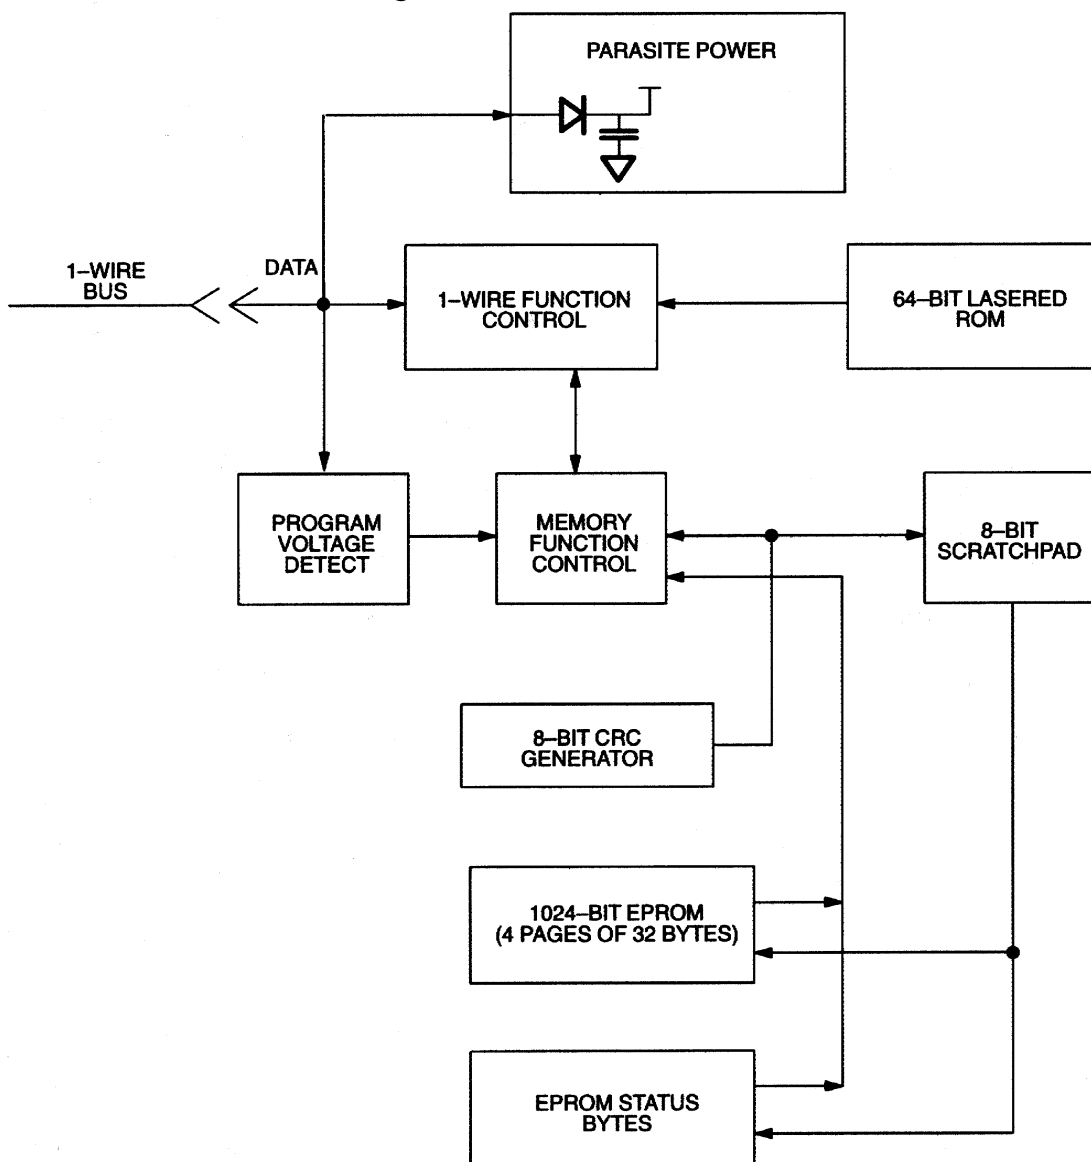 PARASITE POWER
1–WIRE
BUS
DATA
1–WIRE FUNCTION
CONTROL
64–BIT LASERED
ROM
PROGRAM
VOLTAGE
DETECT
MEMORY
FUNCTION
CONTROL
8–BIT
SCRATCHPAD
8–BIT CRC
GENERATOR
1024–BIT EPROM
(4 PAGES OF 32 BYTES)
EPROM STATUS
BYTES